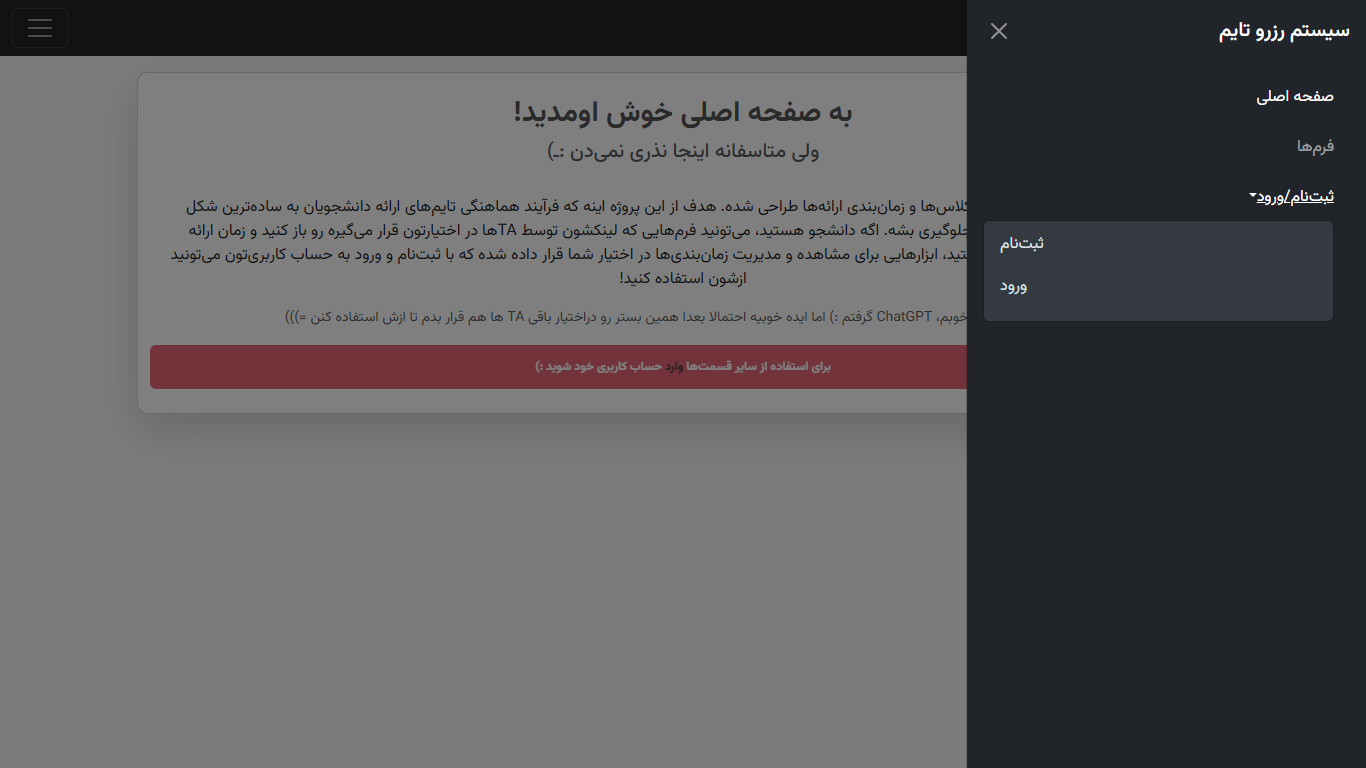 سیستم رزرو تایم
صفحه اصلی
فرم‌ها
ثبت‌نام/ورود
ثبت‌نام
ورود
به صفحه اصلی خوش اومدید!
ولی متاسفانه اینجا نذری نمی‌دن :ـ)
کلاس‌ها و زمان‌بندی ارائه‌ها طراحی شده. هدف از این پروژه اینه که فرآیند هماهنگی تایم‌های ارائه دانشجویان به ساده‌ترین شکل
جلوگیری بشه. اگه دانشجو هستید، می‌تونید فرم‌هایی که لینکشون توسط TAها در اختیارتون قرار می‌گیره رو باز کنید و زمان ارائه
ابزارهایی برای مشاهده و مدیریت زمان‌بندی‌ها در اختیار شما قرار داده شده که با ثبت‌نام و ورود به حساب کاربری‌تون می‌تونید
ازشون استفاده کنید!
خوبم، ChatGPT گرفتم :) اما ایده خوبیه احتمالا بعدا همین بستر رو دراختیار باقی TA ها هم قرار بدم تا ازش استفاده کنن =)))
برای استفاده از سایر قسمت‌ها وارد حساب کاربری خود شوید :)